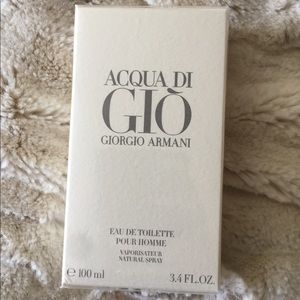 ACQUA DI
GIÒ
GIORGIO ARMANI
EAU DE TOILETTE
POUR HOMME
VAPORISATEUR
NATURAL SPRAY
e 100 ml 3.4 FL.OZ.